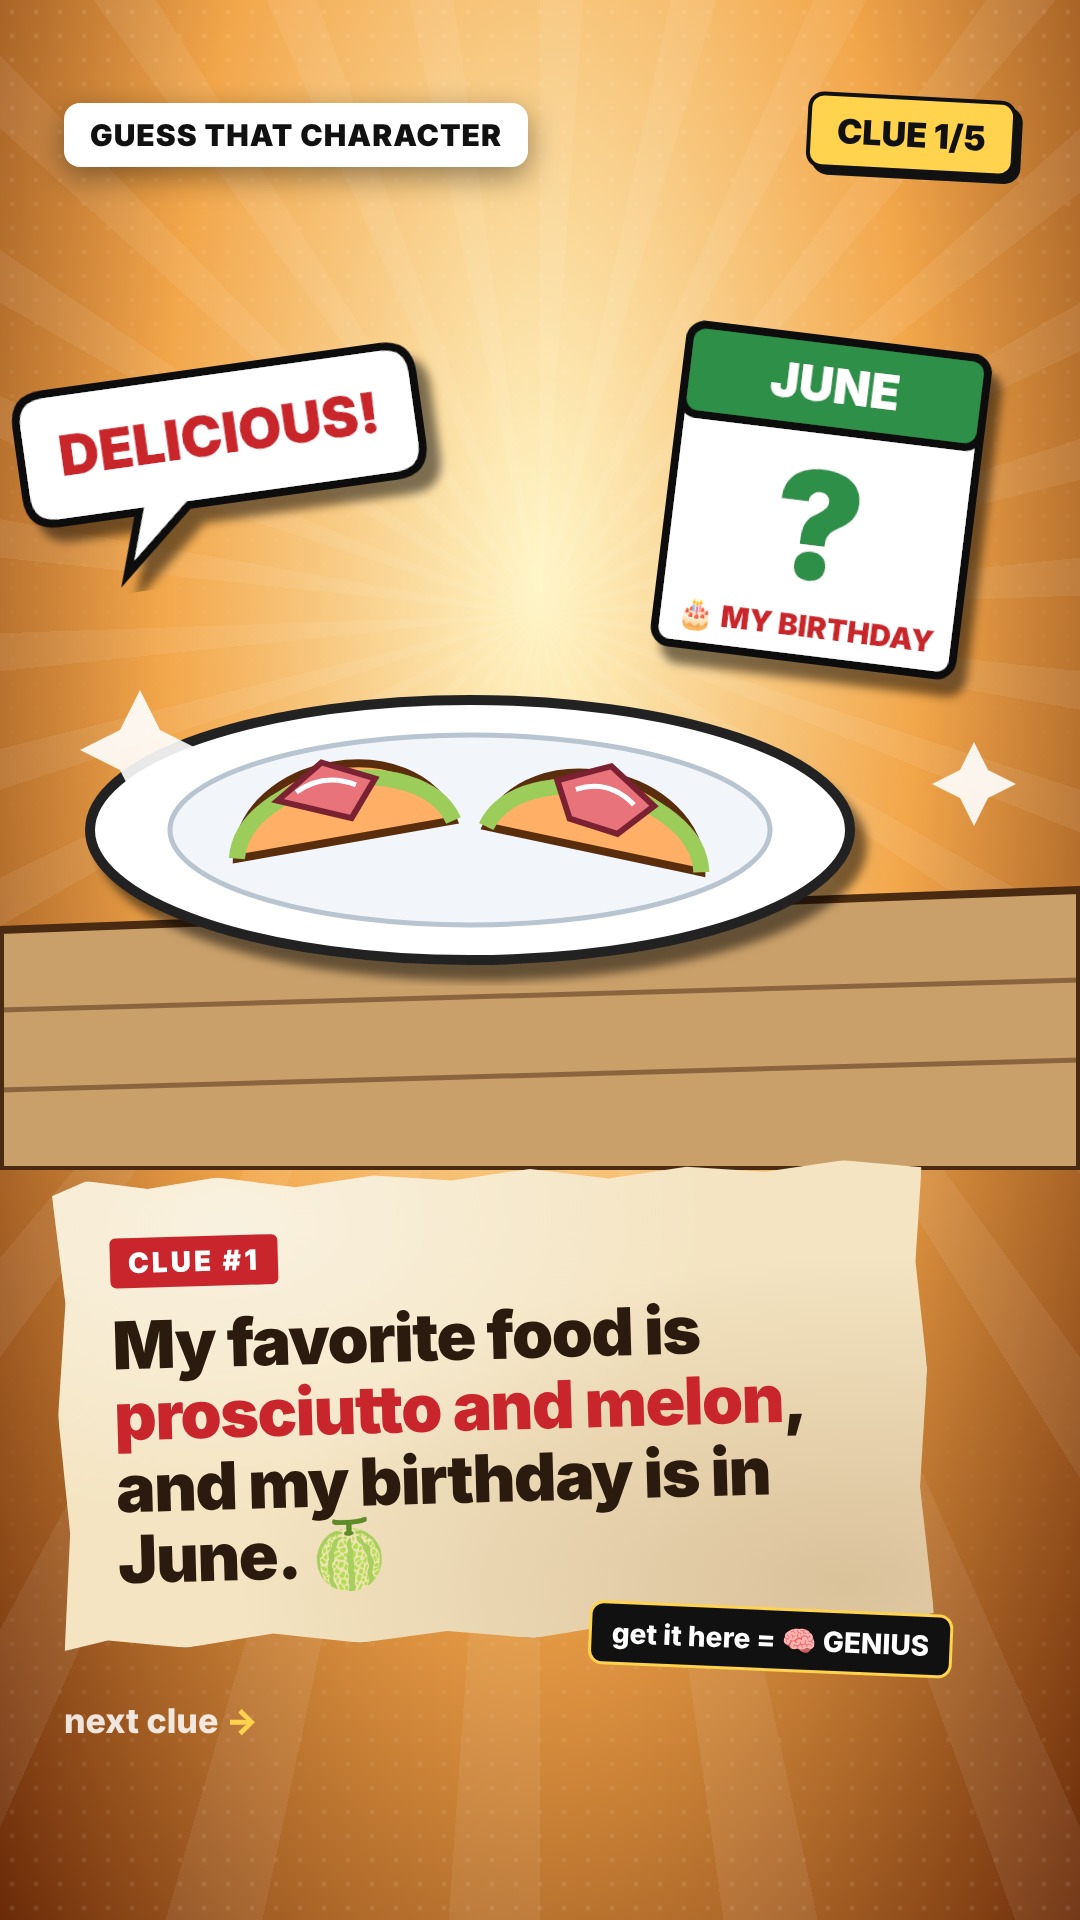 GUESS THAT CHARACTER
CLUE 1/5
DELICIOUS!
JUNE
?
🎂 MY BIRTHDAY
CLUE #1
My favorite food is
prosciutto and melon,
and my birthday is in
June. 🍈
get it here = 🧠 GENIUS
next clue →